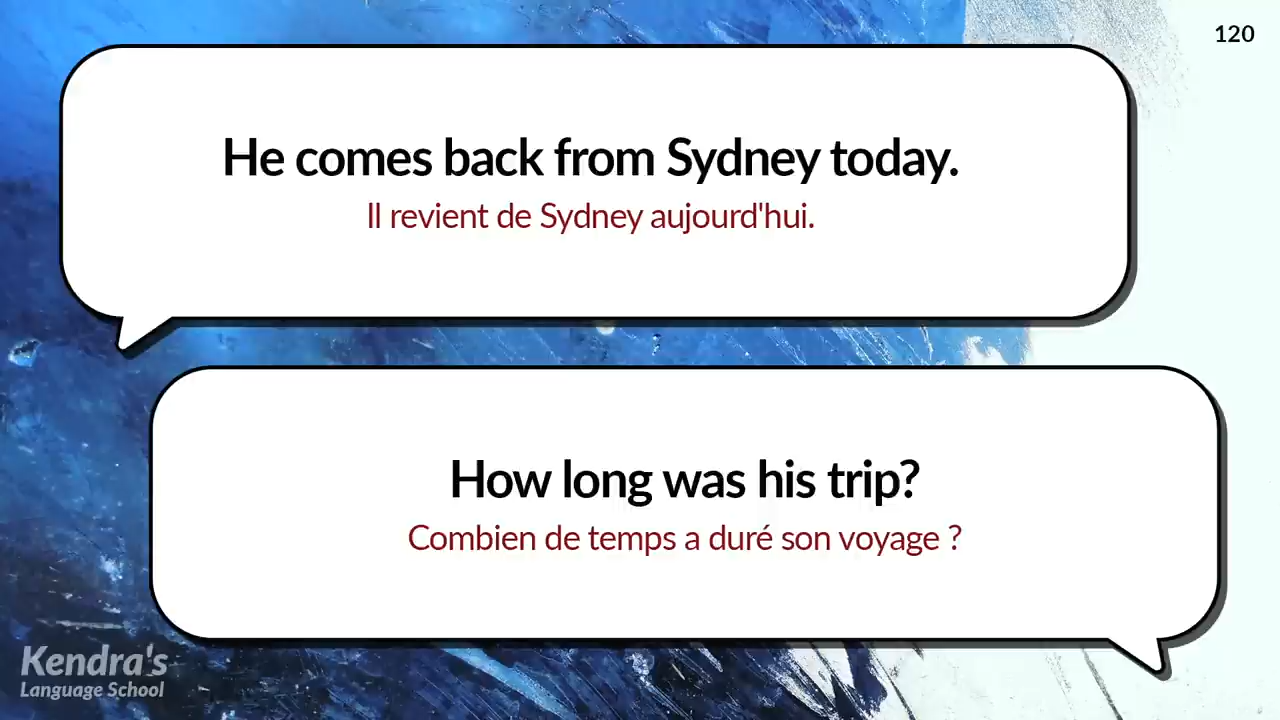 120
He comes back from Sydney today.
Il revient de Sydney aujourd'hui.
How long was his trip?
Combien de temps a duré son voyage ?
Kendra's
Language School